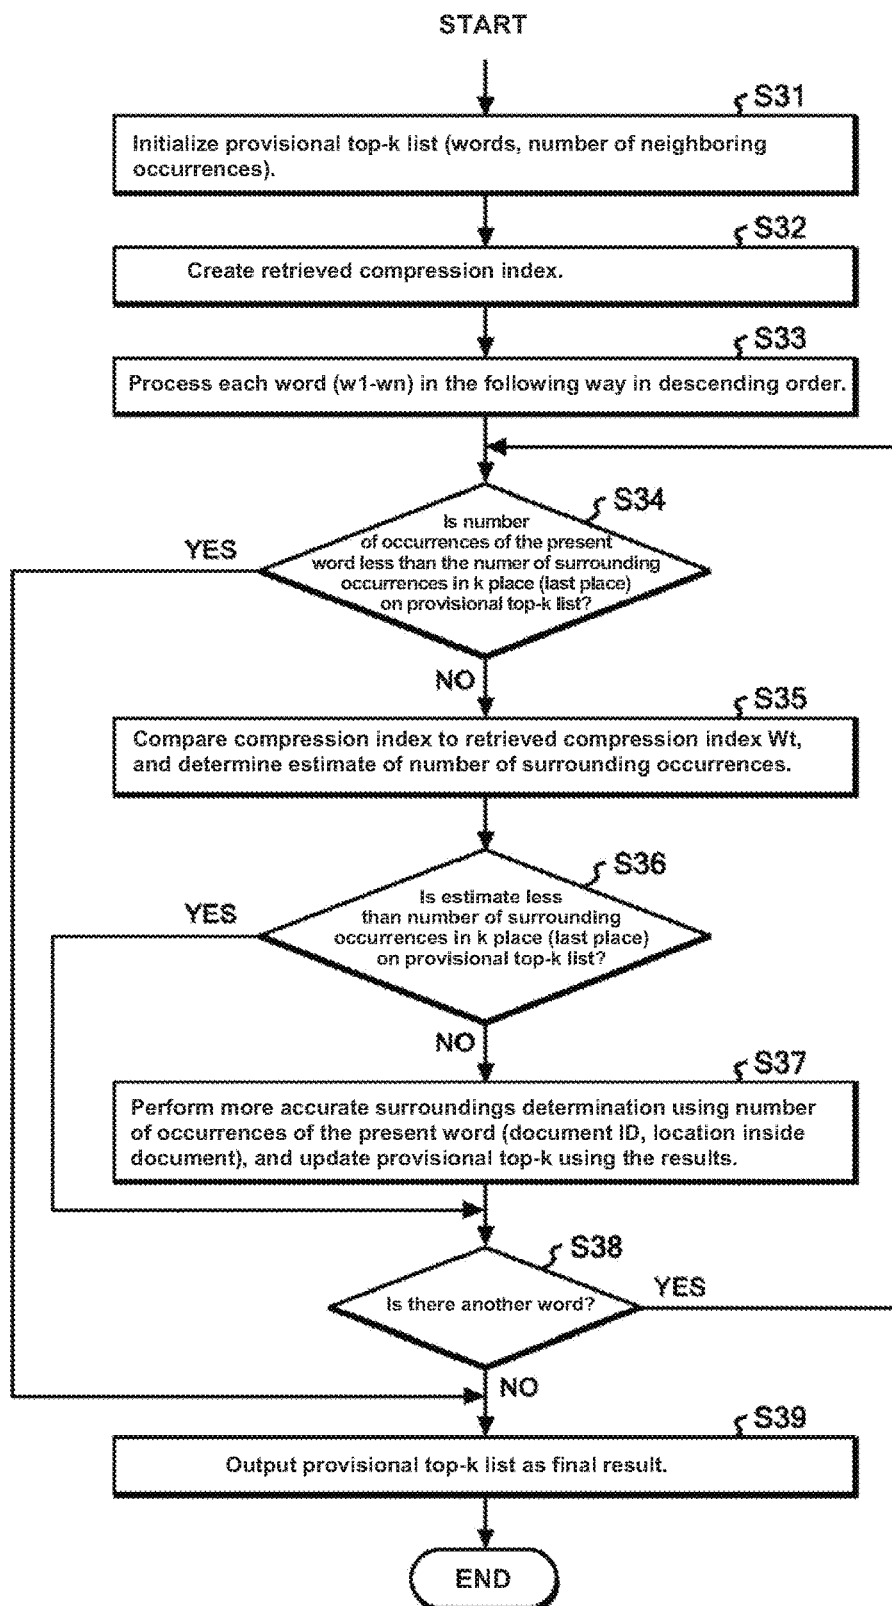 START
S31
Initialize provisional top-k list (words, number of neighboring
occurrences).
S32
Create retrieved compression index.
S33
Process each word (w1-wn) in the following way in descending order.
S34
Is number
of occurrences of the present
word less than the numer of surrounding
occurrences in k place (last place)
on provisional top-k list?
YES
NO
S35
Compare compression index to retrieved compression index Wt,
and determine estimate of number of surrounding occurrences.
S36
Is estimate less
than number of surrounding
occurrences in k place (last place)
on provisional top-k list?
YES
NO
S37
Perform more accurate surroundings determination using number
of occurrences of the present word (document ID, location inside
document), and update provisional top-k using the results.
S38
Is there another word?
YES
NO
S39
Output provisional top-k list as final result.
END